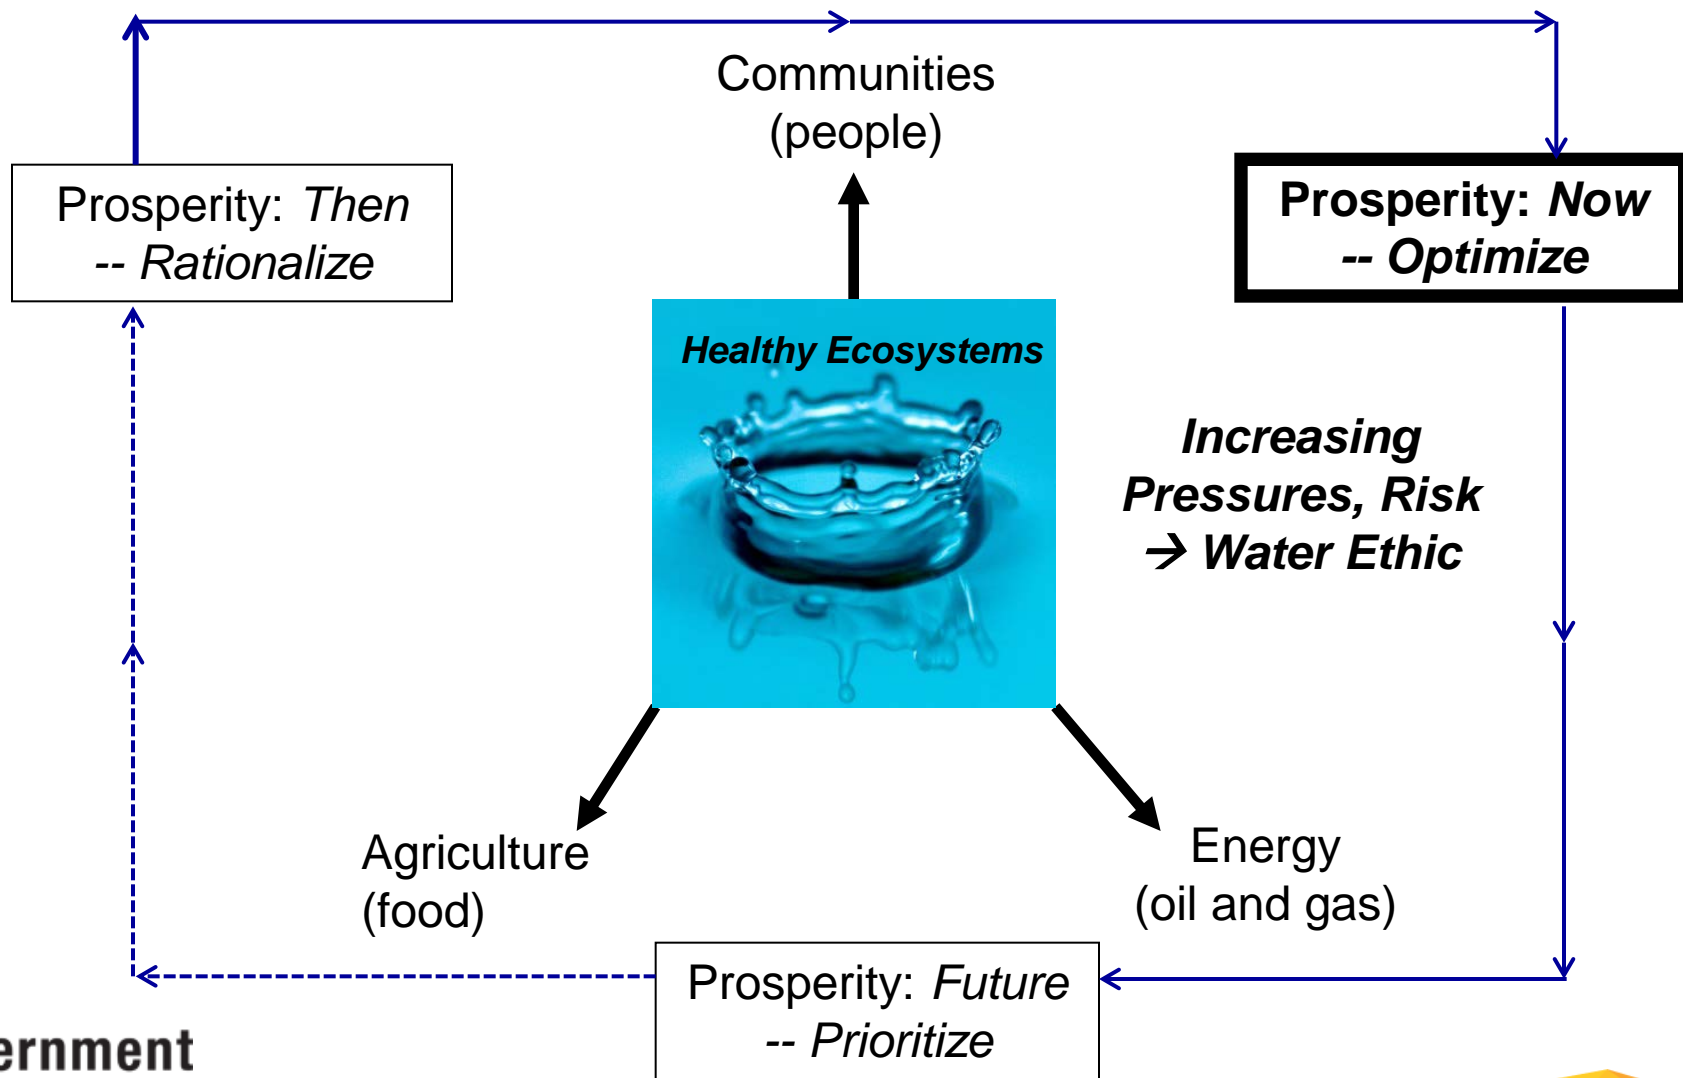 Communities
(people)
Prosperity: Then
-- Rationalize
Prosperity: Now
-- Optimize
Healthy Ecosystems
Increasing
Pressures, Risk
→ Water Ethic
Agriculture
(food)
Energy
(oil and gas)
Prosperity: Future
-- Prioritize
ernment